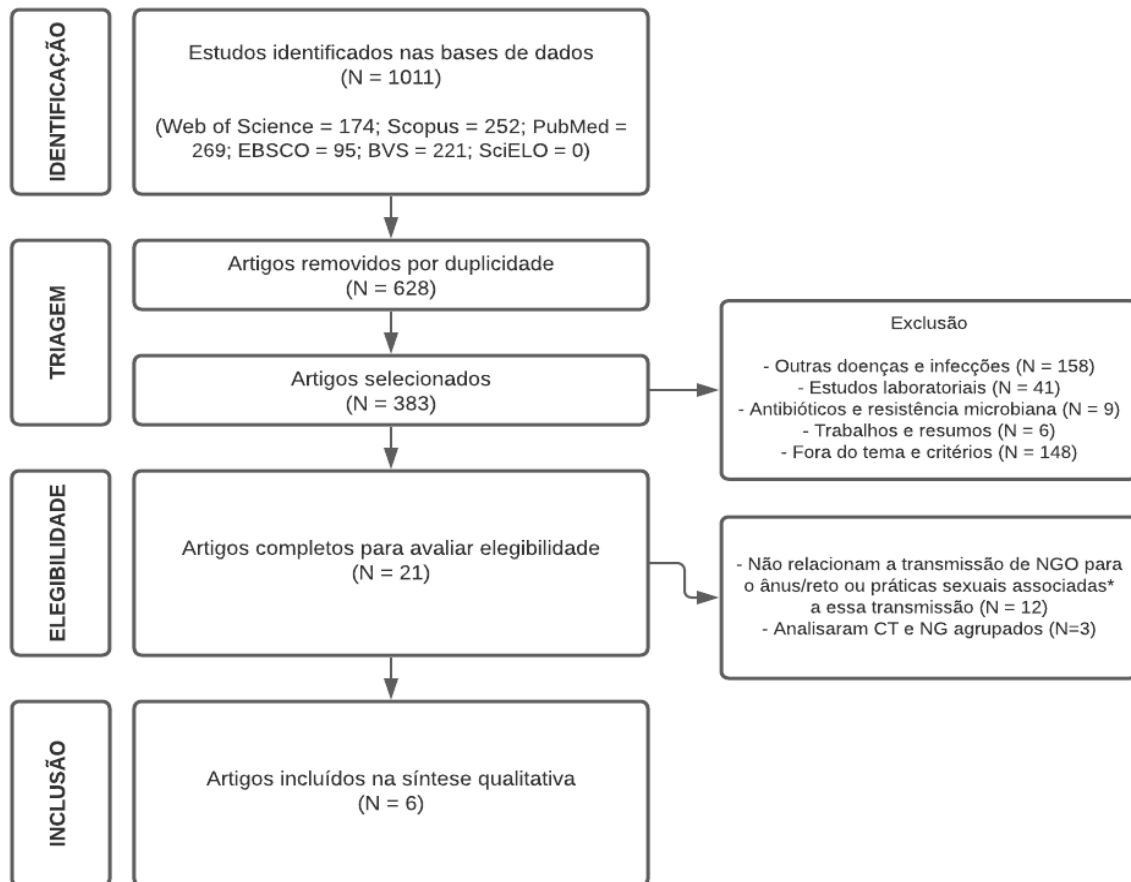 IDENTIFICAÇÃO
Estudos identificados nas bases de dados
(N = 1011)
(Web of Science = 174; Scopus = 252; PubMed =
269; EBSCO = 95; BVS = 221; SciELO = 0)
TRIAGEM
Artigos removidos por duplicidade
(N = 628)
Artigos selecionados
(N = 383)
Exclusão
- Outras doenças e infecções (N = 158)
- Estudos laboratoriais (N = 41)
- Antibióticos e resistência microbiana (N = 9)
- Trabalhos e resumos (N = 6)
- Fora do tema e critérios (N = 148)
ELEGIBILIDADE
Artigos completos para avaliar elegibilidade
(N = 21)
- Não relacionam a transmissão de NGO para
o ânus/reto ou práticas sexuais associadas*
a essa transmissão (N = 12)
- Analisaram CT e NG agrupados (N=3)
INCLUSÃO
Artigos incluídos na síntese qualitativa
(N = 6)